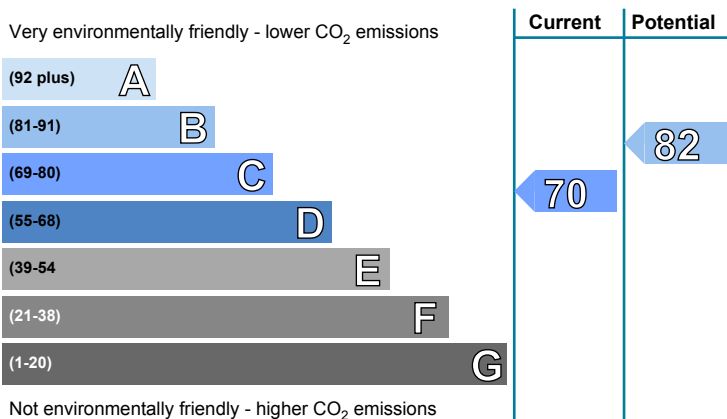 Very environmentally friendly - lower CO2 emissions
Current
Potential
(92 plus) A
(81-91) B
(69-80) C
(55-68) D
(39-54 E
(21-38) F
(1-20) G
82
70
Not environmentally friendly - higher CO2 emissions